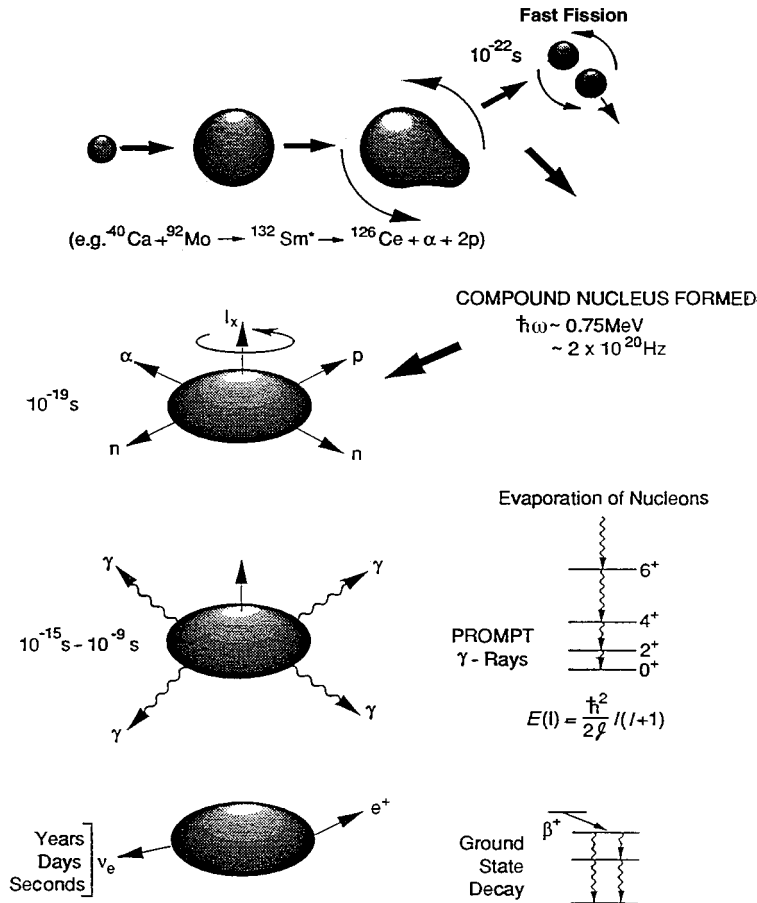 Fast Fission
10⁻²²s
(e.g. ⁴⁰Ca + ⁹²Mo → ¹³²Sm* → ¹²⁶Ce + α + 2p)
COMPOUND NUCLEUS FORMED
ħω ~ 0.75MeV
~ 2 x 10²⁰Hz
Iₓ
α
p
10⁻¹⁹s
n
n
Evaporation of Nucleons
γ
γ
6⁺
10⁻¹⁵s - 10⁻⁹ s
4⁺
PROMPT
2⁺
γ - Rays
0⁺
γ
γ
E(I) = ħ²/2𝒥 I(I+1)
e⁺
Years
Days
Seconds
νₑ
β⁺
Ground
State
Decay